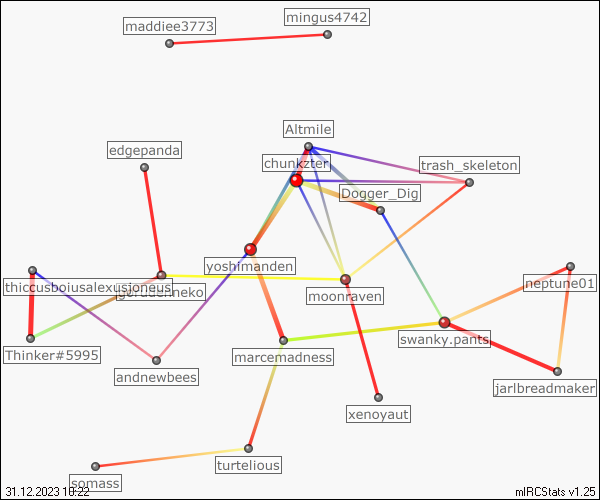 mingus4742
maddiee3773
Altmile
edgepanda
chunkzter
trash_skeleton
Dogger_Dig
yoshimanden
neptune01
thiccusboiusalexusjoneus
moonraven
swanky.pants
Thinker#5995
marcemadness
andnewbees
jarlbreadmaker
xenoyaut
turtelious
somass
31.12.2023 10:22
mIRCStats v1.25